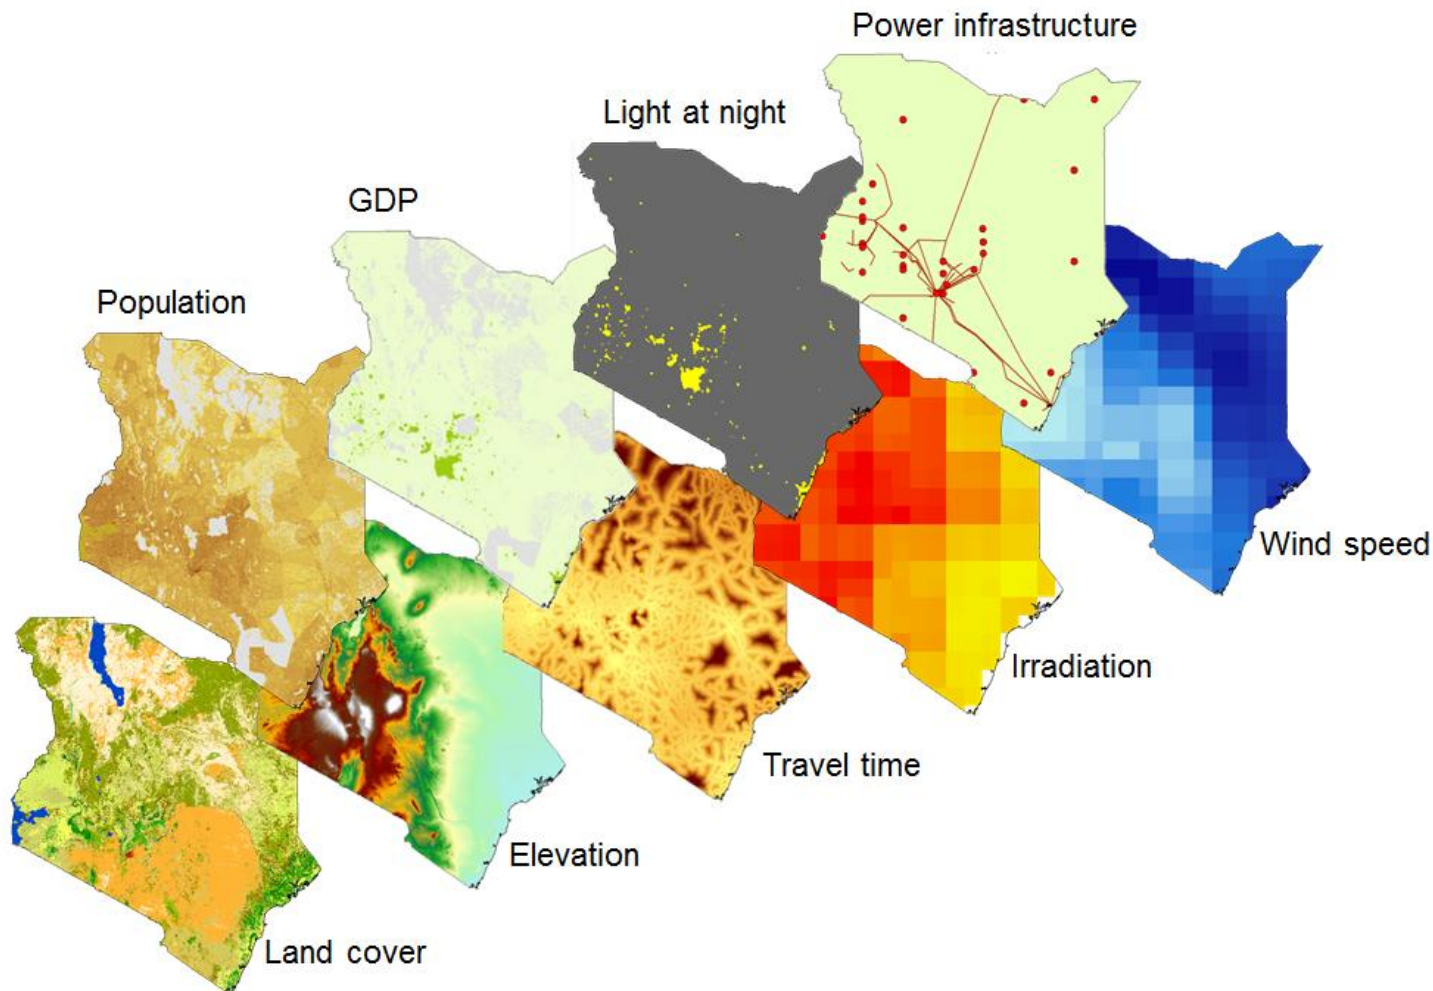 Power infrastructure
Light at night
GDP
Population
Wind speed
Irradiation
Travel time
Elevation
Land cover